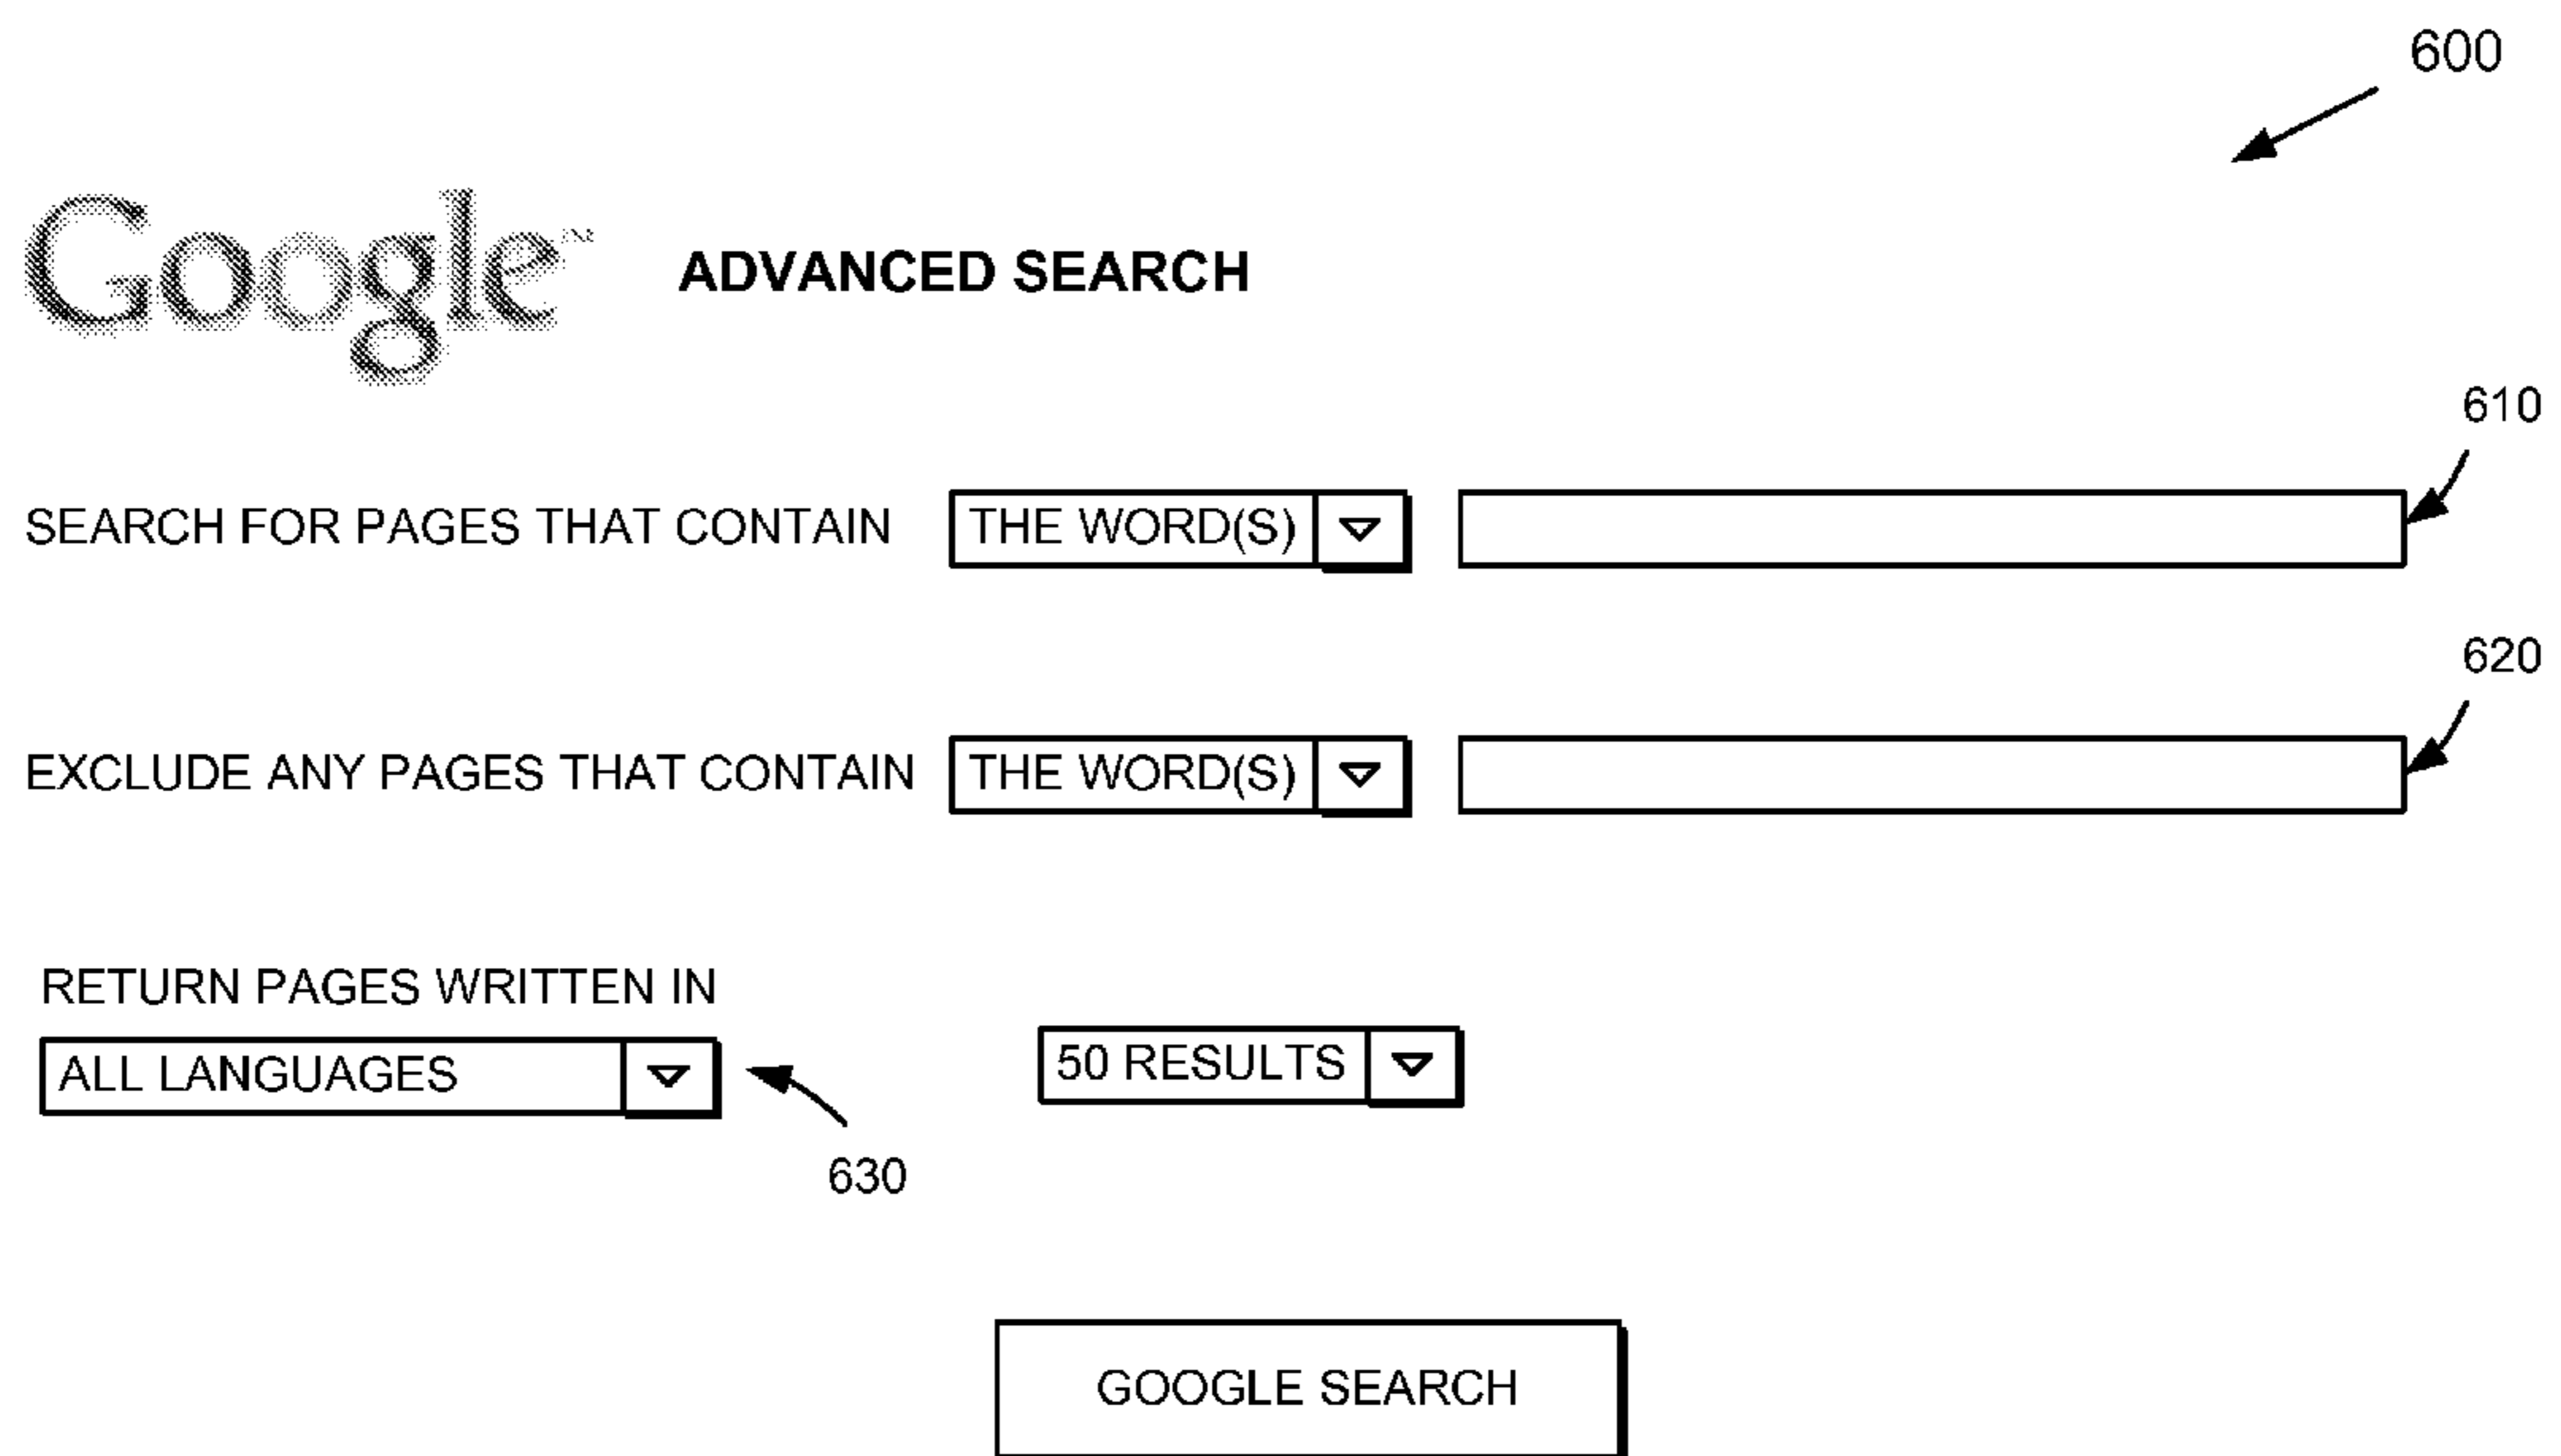 600
Google™ ADVANCED SEARCH
610
SEARCH FOR PAGES THAT CONTAIN THE WORD(S)
620
EXCLUDE ANY PAGES THAT CONTAIN THE WORD(S)
RETURN PAGES WRITTEN IN
ALL LANGUAGES 50 RESULTS
630
GOOGLE SEARCH